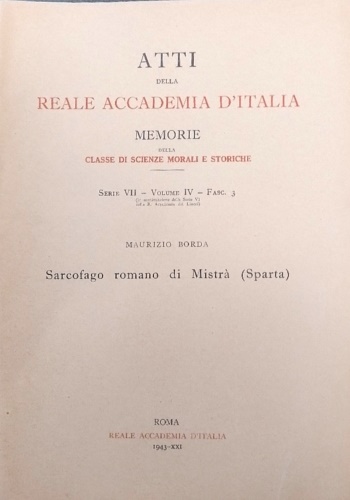 ATTI
DELLA
REALE ACCADEMIA D'ITALIA
MEMORIE
DELLA
CLASSE DI SCIENZE MORALI E STORICHE
SERIE VII – VOLUME IV – FASC. 3
MAURIZIO BORDA
Sarcofago romano di Mistrà (Sparta)
ROMA
REALE ACCADEMIA D'ITALIA
1943-XXI